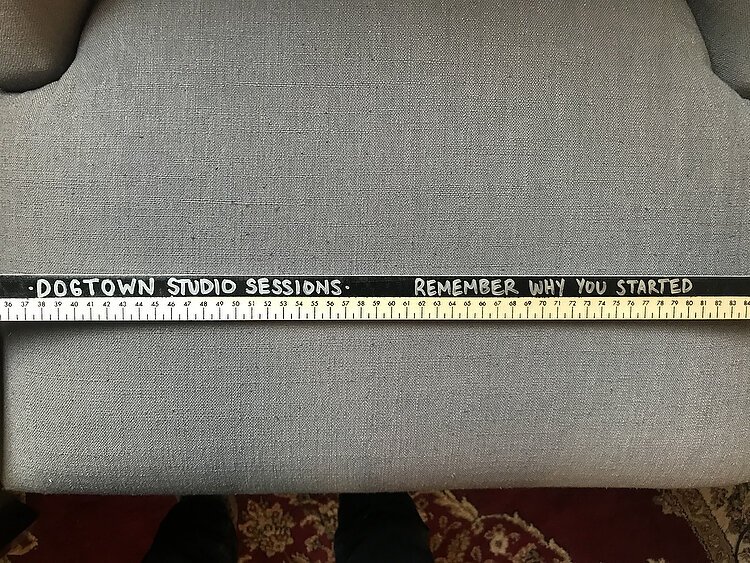 ·DOGTOWN STUDIO SESSIONS· REMEMBER WHY YOU STARTED
36 37 38 39 40 41 42 43 44 45 46 47 48 49 50 51 52 53 54 55 56 57 58 59 60 61 62 63 64 65 66 67 68 69 70 71 72 73 74 75 76 77 78 79 80 81 82 83 84